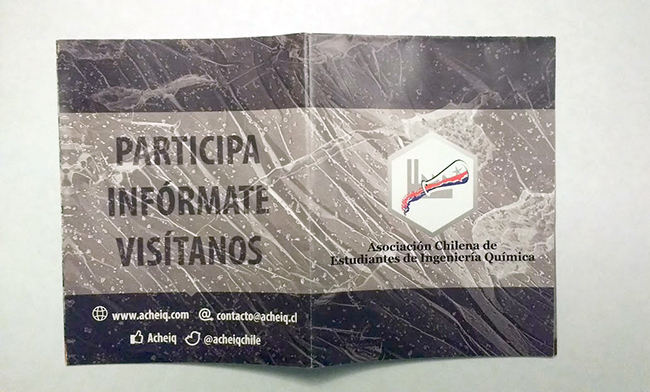 PARTICIPA
INFÓRMATE
VISÍTANOS
www.acheiq.com @ contacto@acheiq.cl
Acheiq @acheiqchile
Asociación Chilena de
Estudiantes de Ingeniería Química